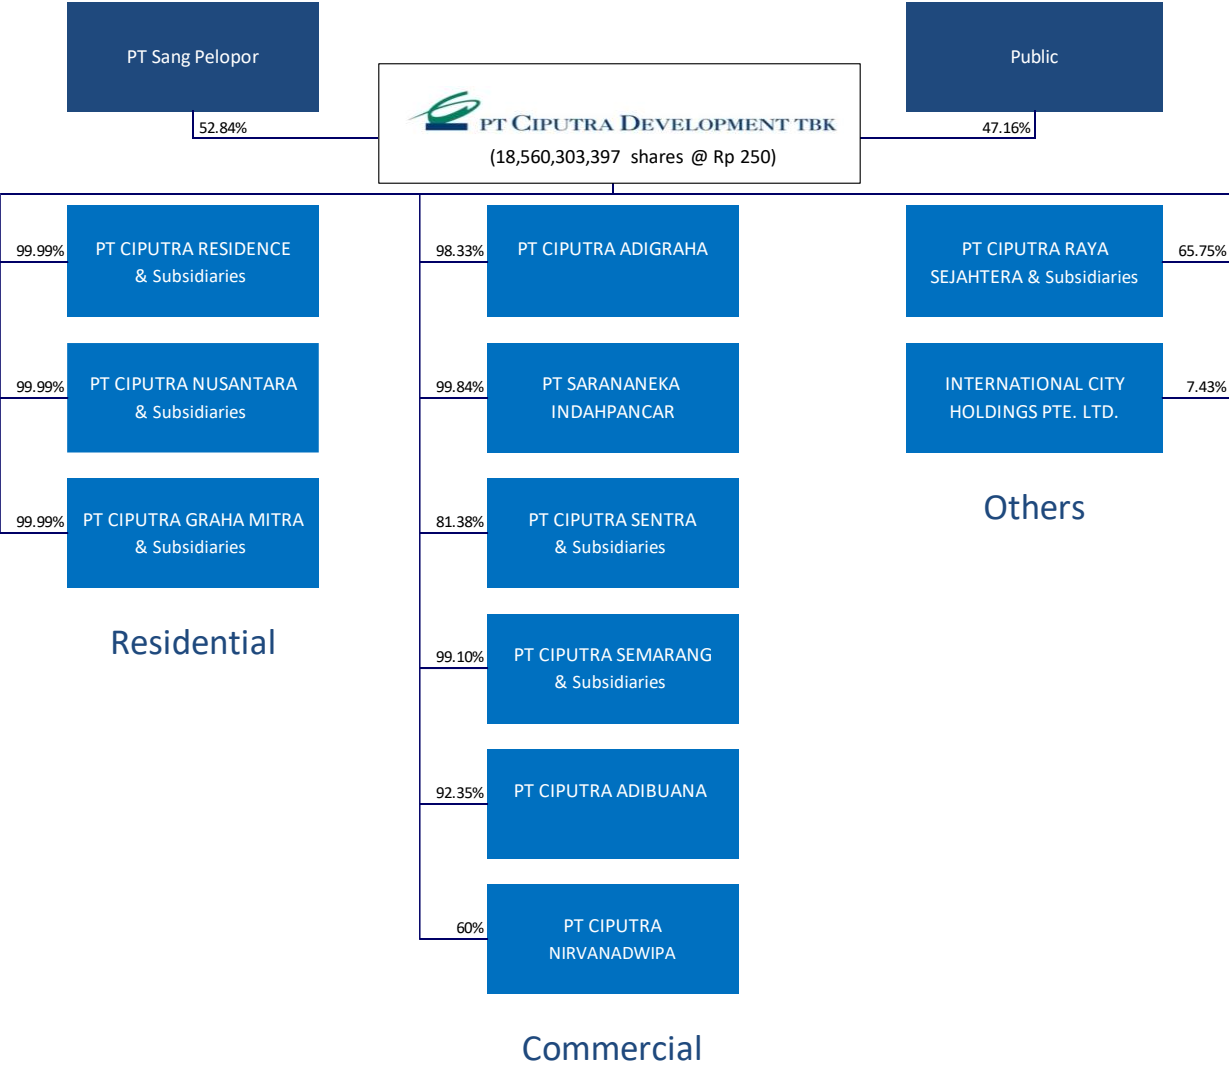 PT Sang Pelopor
Public
52.84%
PT CIPUTRA DEVELOPMENT TBK
(18,560,303,397 shares @ Rp 250)
47.16%
99.99%
PT CIPUTRA RESIDENCE
& Subsidiaries
99.99%
PT CIPUTRA NUSANTARA
& Subsidiaries
99.99%
PT CIPUTRA GRAHA MITRA
& Subsidiaries
Residential
98.33%
PT CIPUTRA ADIGRAHA
99.84%
PT SARANANEKA
INDAHPANCAR
81.38%
PT CIPUTRA SENTRA
& Subsidiaries
99.10%
PT CIPUTRA SEMARANG
& Subsidiaries
92.35%
PT CIPUTRA ADIBUANA
60%
PT CIPUTRA
NIRVANADWIPA
Commercial
PT CIPUTRA RAYA
SEJAHTERA & Subsidiaries
65.75%
INTERNATIONAL CITY
HOLDINGS PTE. LTD.
7.43%
Others